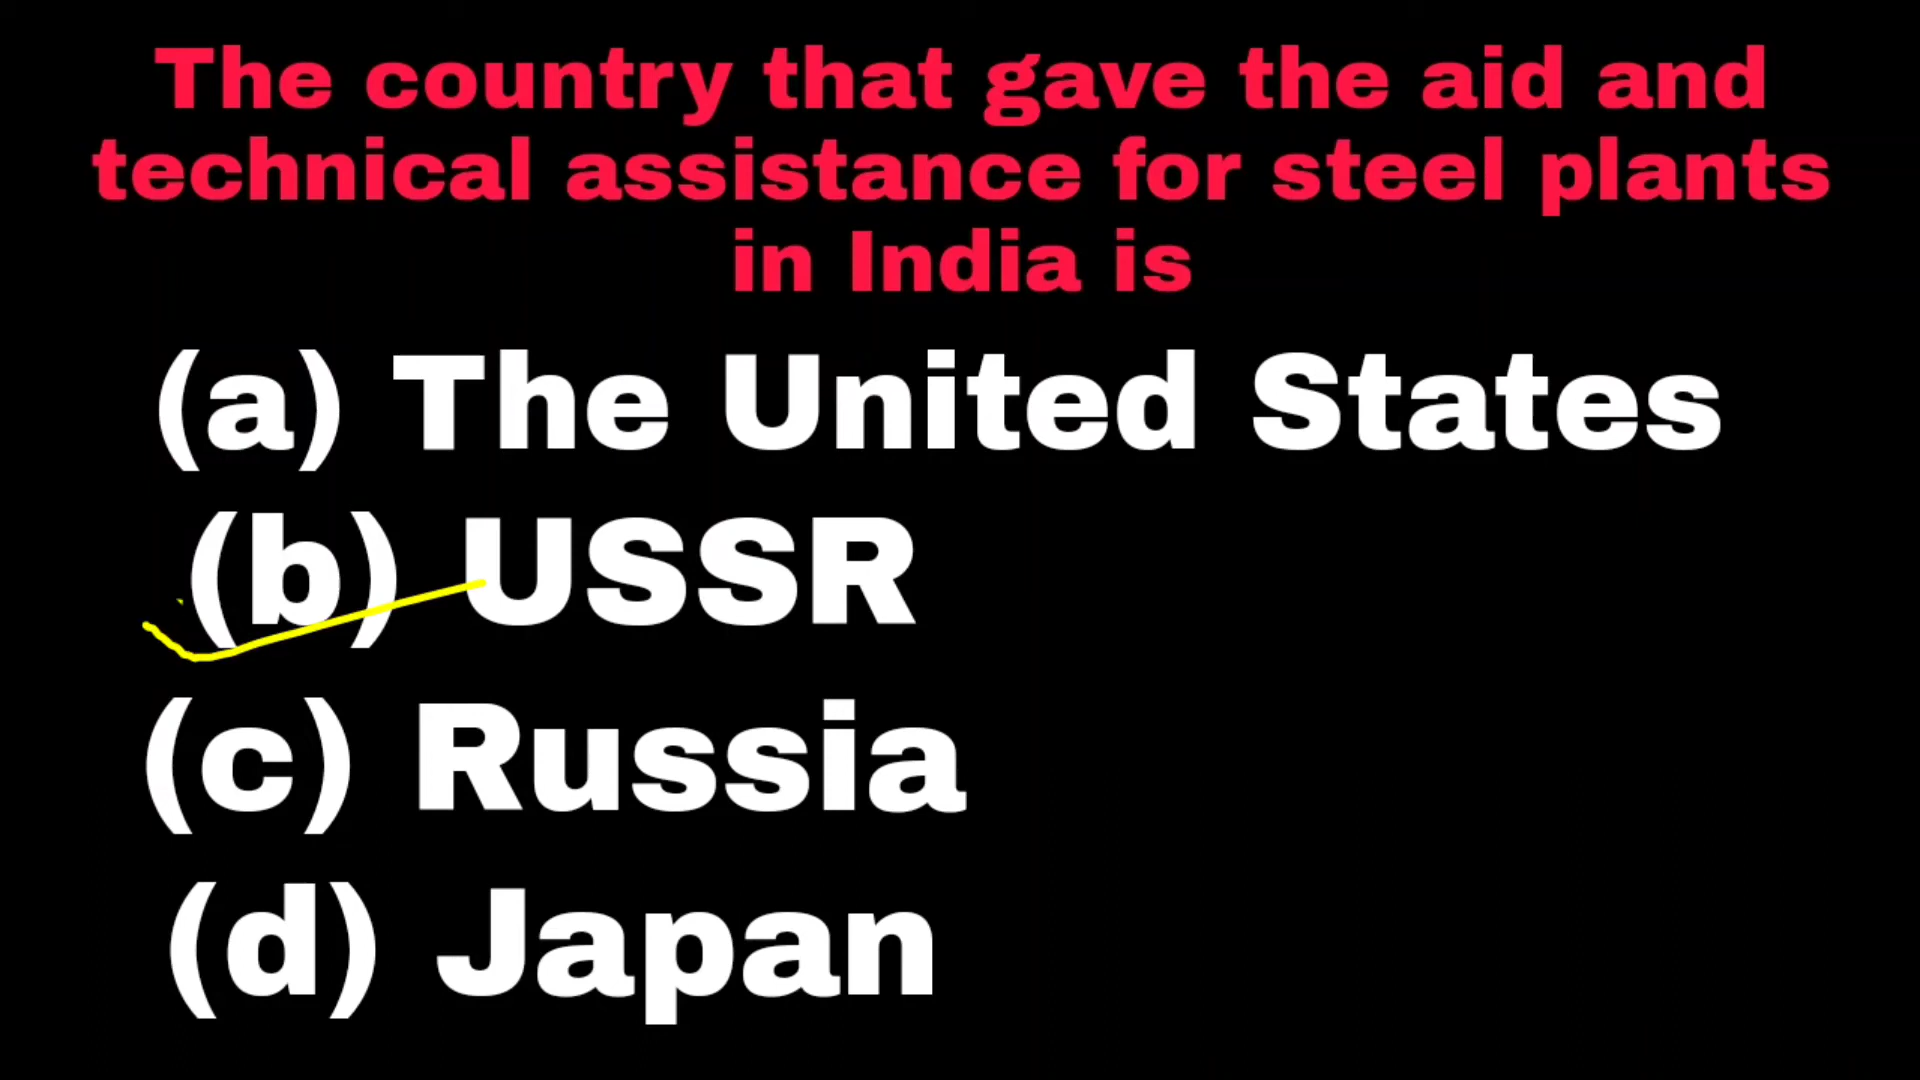 The country that gave the aid and
technical assistance for steel plants
in India is
(a) The United States
(b) USSR
(c) Russia
(d) Japan